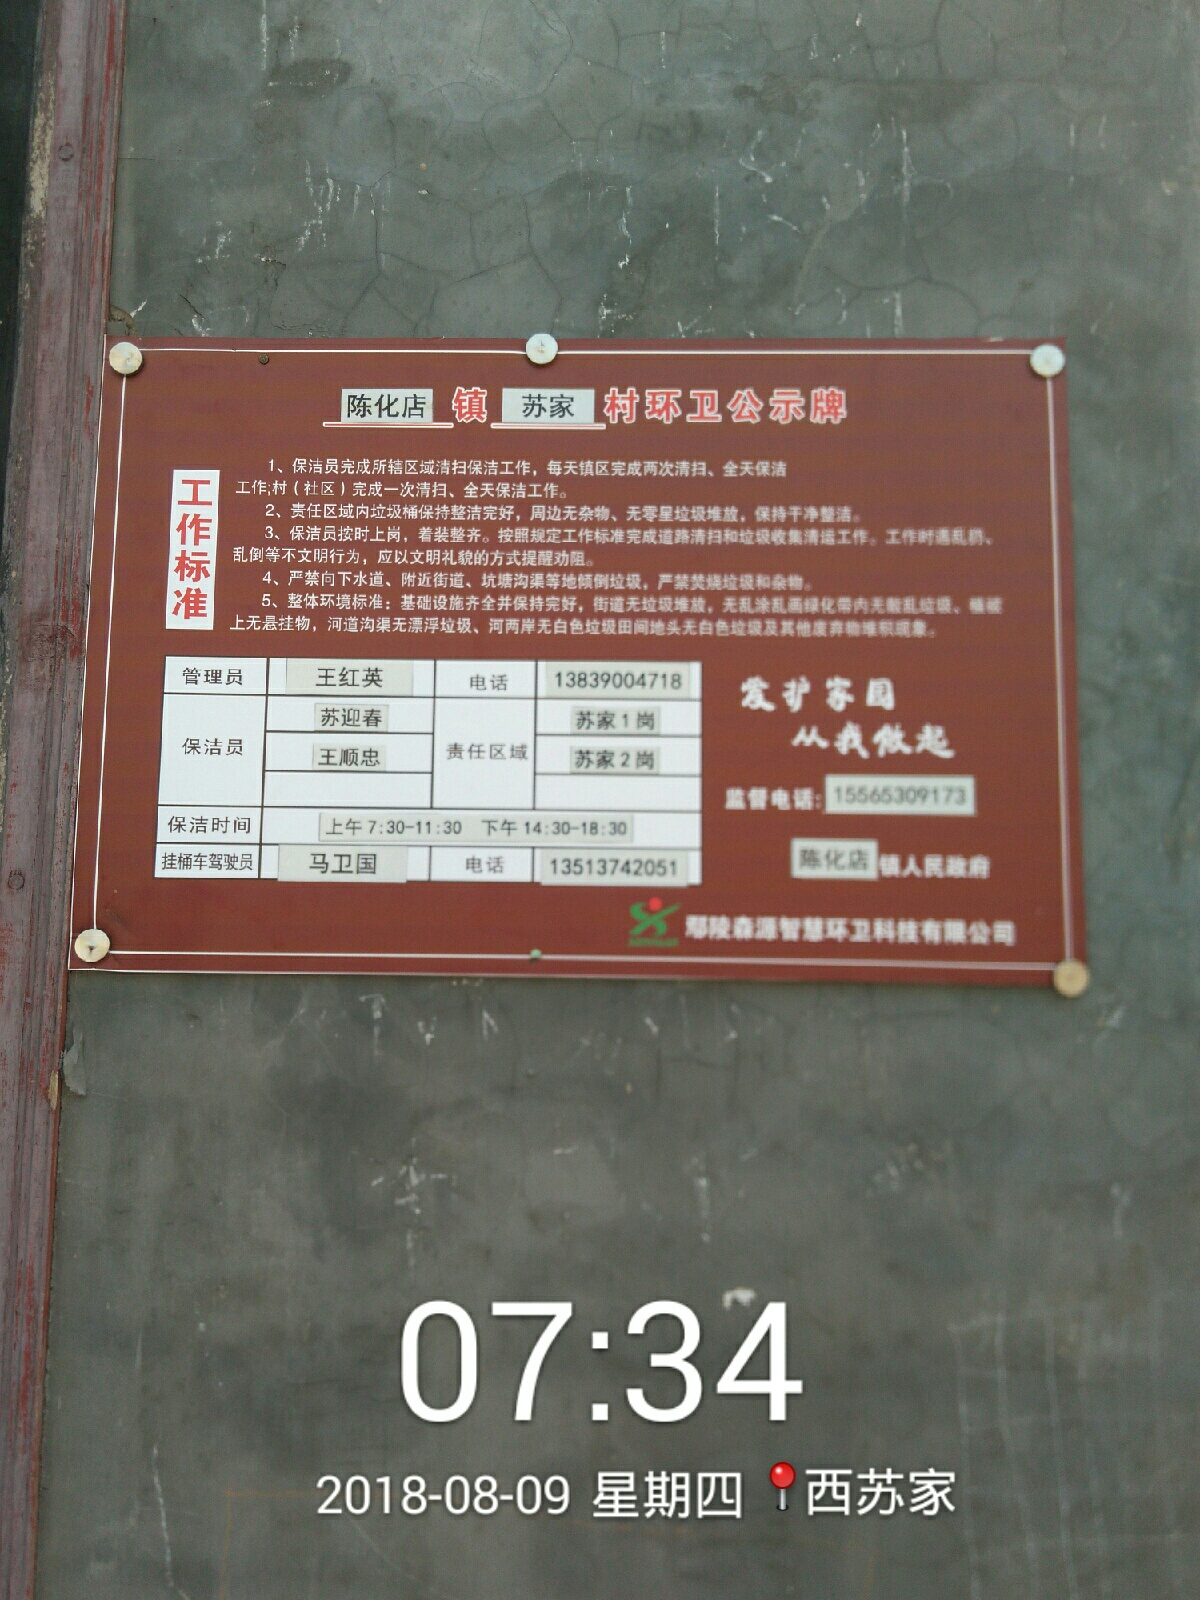 陈化店 镇 苏家 村环卫公示牌
工作标准
1、保洁员完成所辖区域清扫保洁工作，每天镇区完成两次清扫、全天保洁
工作;村（社区）完成一次清扫、全天保洁工作。
2、责任区域内垃圾桶保持整洁完好，周边无杂物、无零星垃圾堆放，保持干净整洁。
3、保洁员按时上岗，着装整齐。按照规定工作标准完成道路清扫和垃圾收集清运工作。工作时遇乱扔、
乱倒等不文明行为，应以文明礼貌的方式提醒劝阻。
4、严禁向下水道、附近街道、坑塘沟渠等地倾倒垃圾，严禁焚烧垃圾和杂物。
5、整体环境标准：基础设施齐全并保持完好，街道无垃圾堆放，无乱涂乱画绿化带内无散乱垃圾、
上无悬挂物，河道沟渠无漂浮垃圾、河两岸无白色垃圾田间地头无白色垃圾及其他废弃物堆积现象。
管理员 王红英 电话 13839004718
保洁员 苏迎春 责任区域 苏家1岗
王顺忠 苏家2岗
保洁时间 上午7:30-11:30 下午14:30-18:30
挂桶车驾驶员 马卫国 电话 13513742051
爱护家园
从我做起
监督电话: 15565309173
陈化店 镇人民政府
鄢陵森源智慧环卫科技有限公司
07:34
2018-08-09 星期四 西苏家